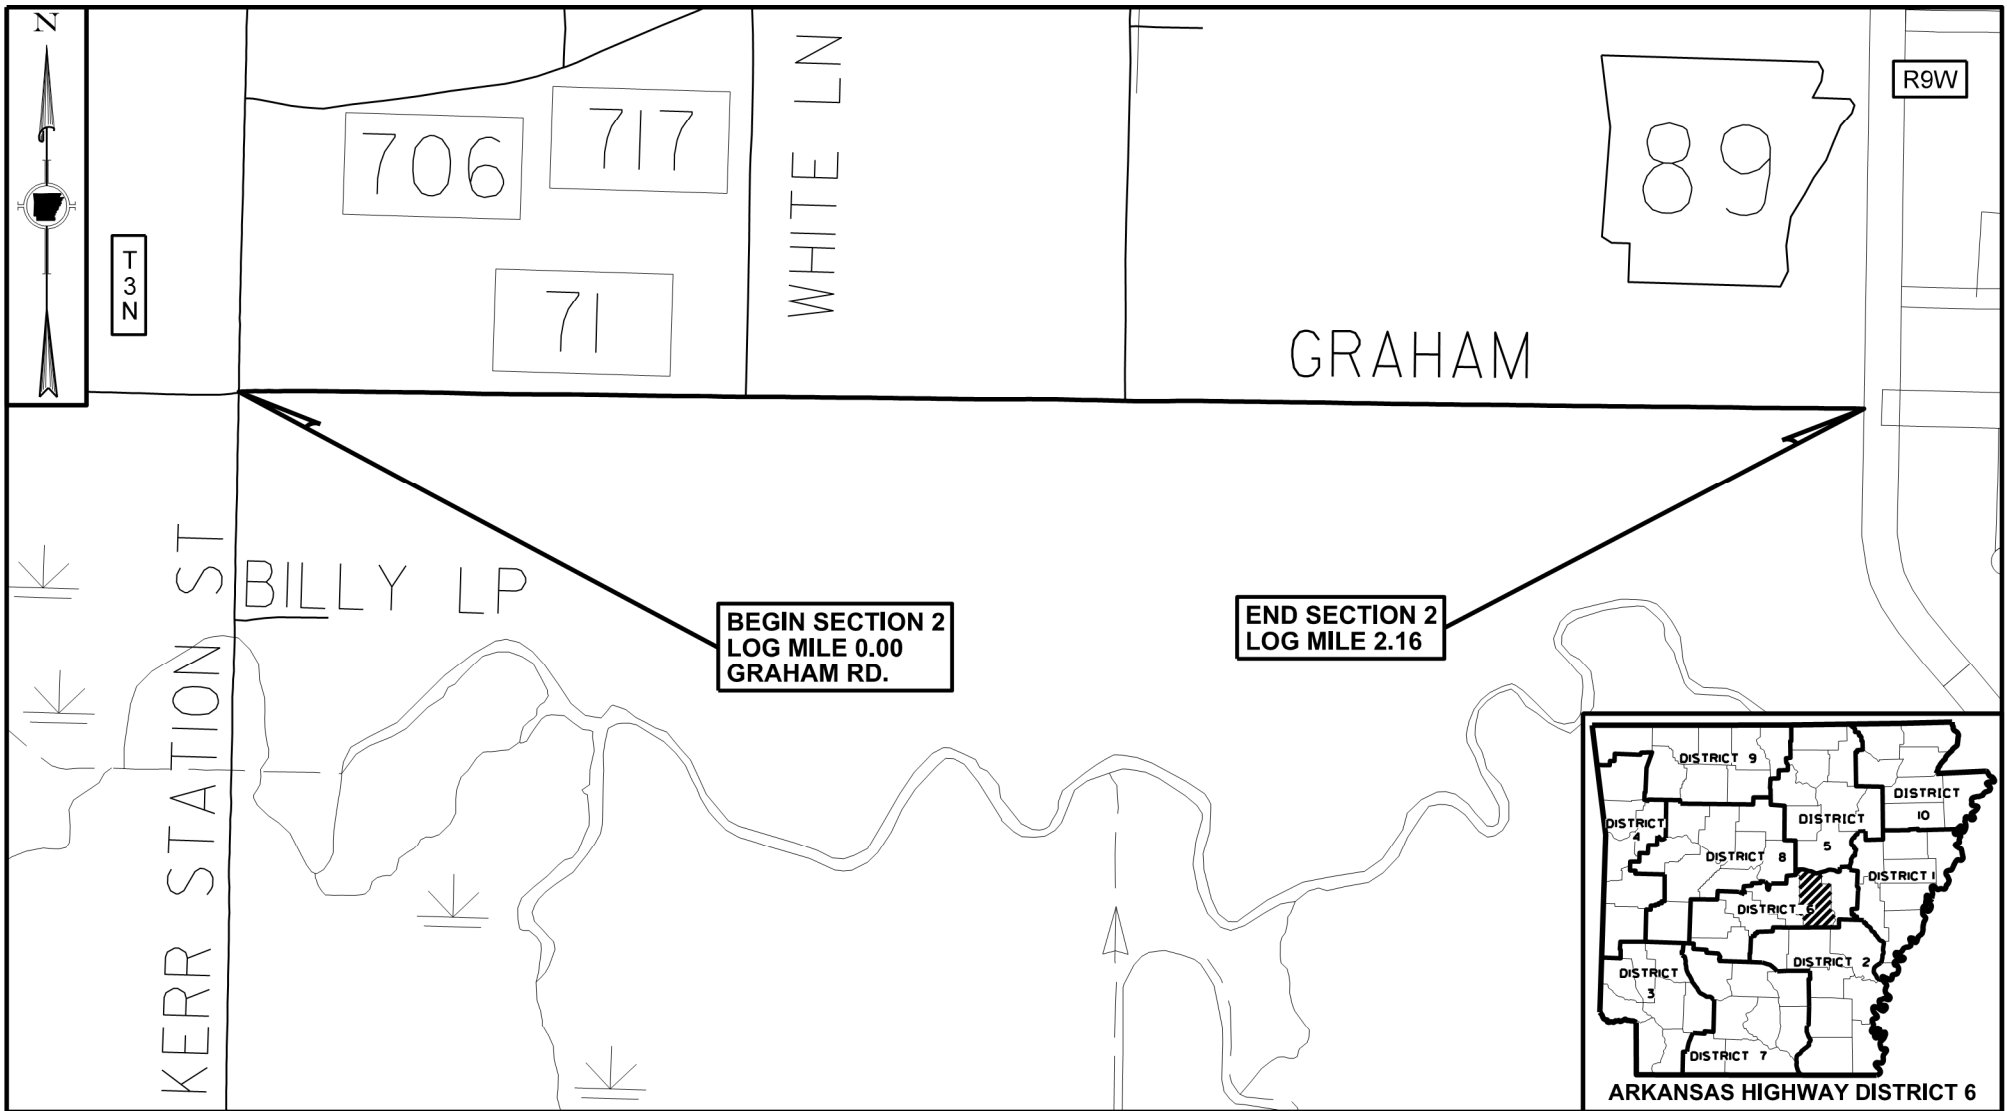 N
T
3
N
706
717
71
WHITE LN
89
R9W
GRAHAM
KERR STATION ST
BILLY LP
BEGIN SECTION 2
LOG MILE 0.00
GRAHAM RD.
END SECTION 2
LOG MILE 2.16
DISTRICT 9
DISTRICT
10
DISTRICT
4
DISTRICT
5
DISTRICT 8
DISTRICT 1
DISTRICT 6
DISTRICT 2
DISTRICT
3
DISTRICT 7
ARKANSAS HIGHWAY DISTRICT 6